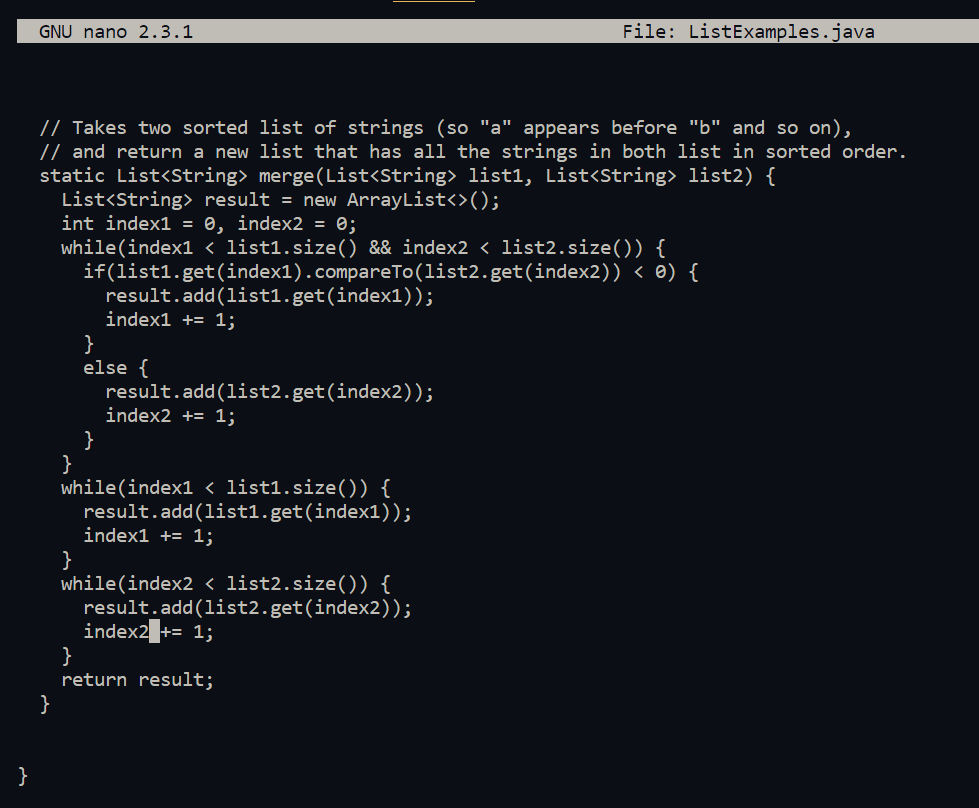 GNU nano 2.3.1 File: ListExamples.java
// Takes two sorted list of strings (so "a" appears before "b" and so on),
// and return a new list that has all the strings in both list in sorted order.
static List<String> merge(List<String> list1, List<String> list2) {
List<String> result = new ArrayList<>();
int index1 = 0, index2 = 0;
while(index1 < list1.size() && index2 < list2.size()) {
if(list1.get(index1).compareTo(list2.get(index2)) < 0) {
result.add(list1.get(index1));
index1 += 1;
}
else {
result.add(list2.get(index2));
index2 += 1;
}
}
while(index1 < list1.size()) {
result.add(list1.get(index1));
index1 += 1;
}
while(index2 < list2.size()) {
result.add(list2.get(index2));
index2 += 1;
}
return result;
}
}